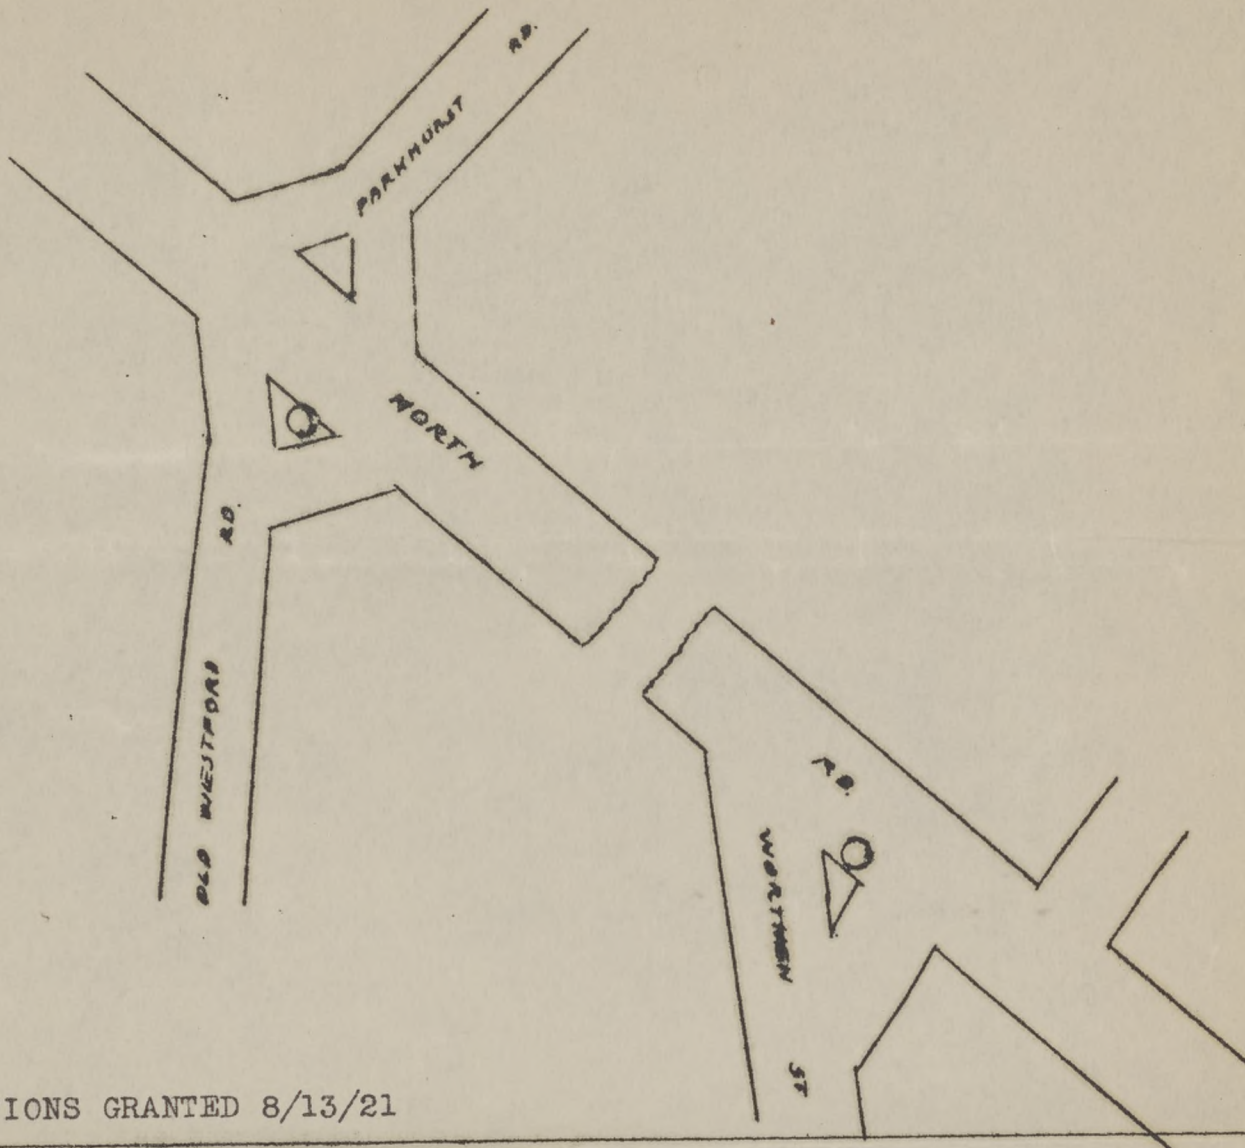 PARKHURST RD.
NORTH RD.
OLD WESTFORD RD.
WORTHEN ST
IONS GRANTED 8/13/21